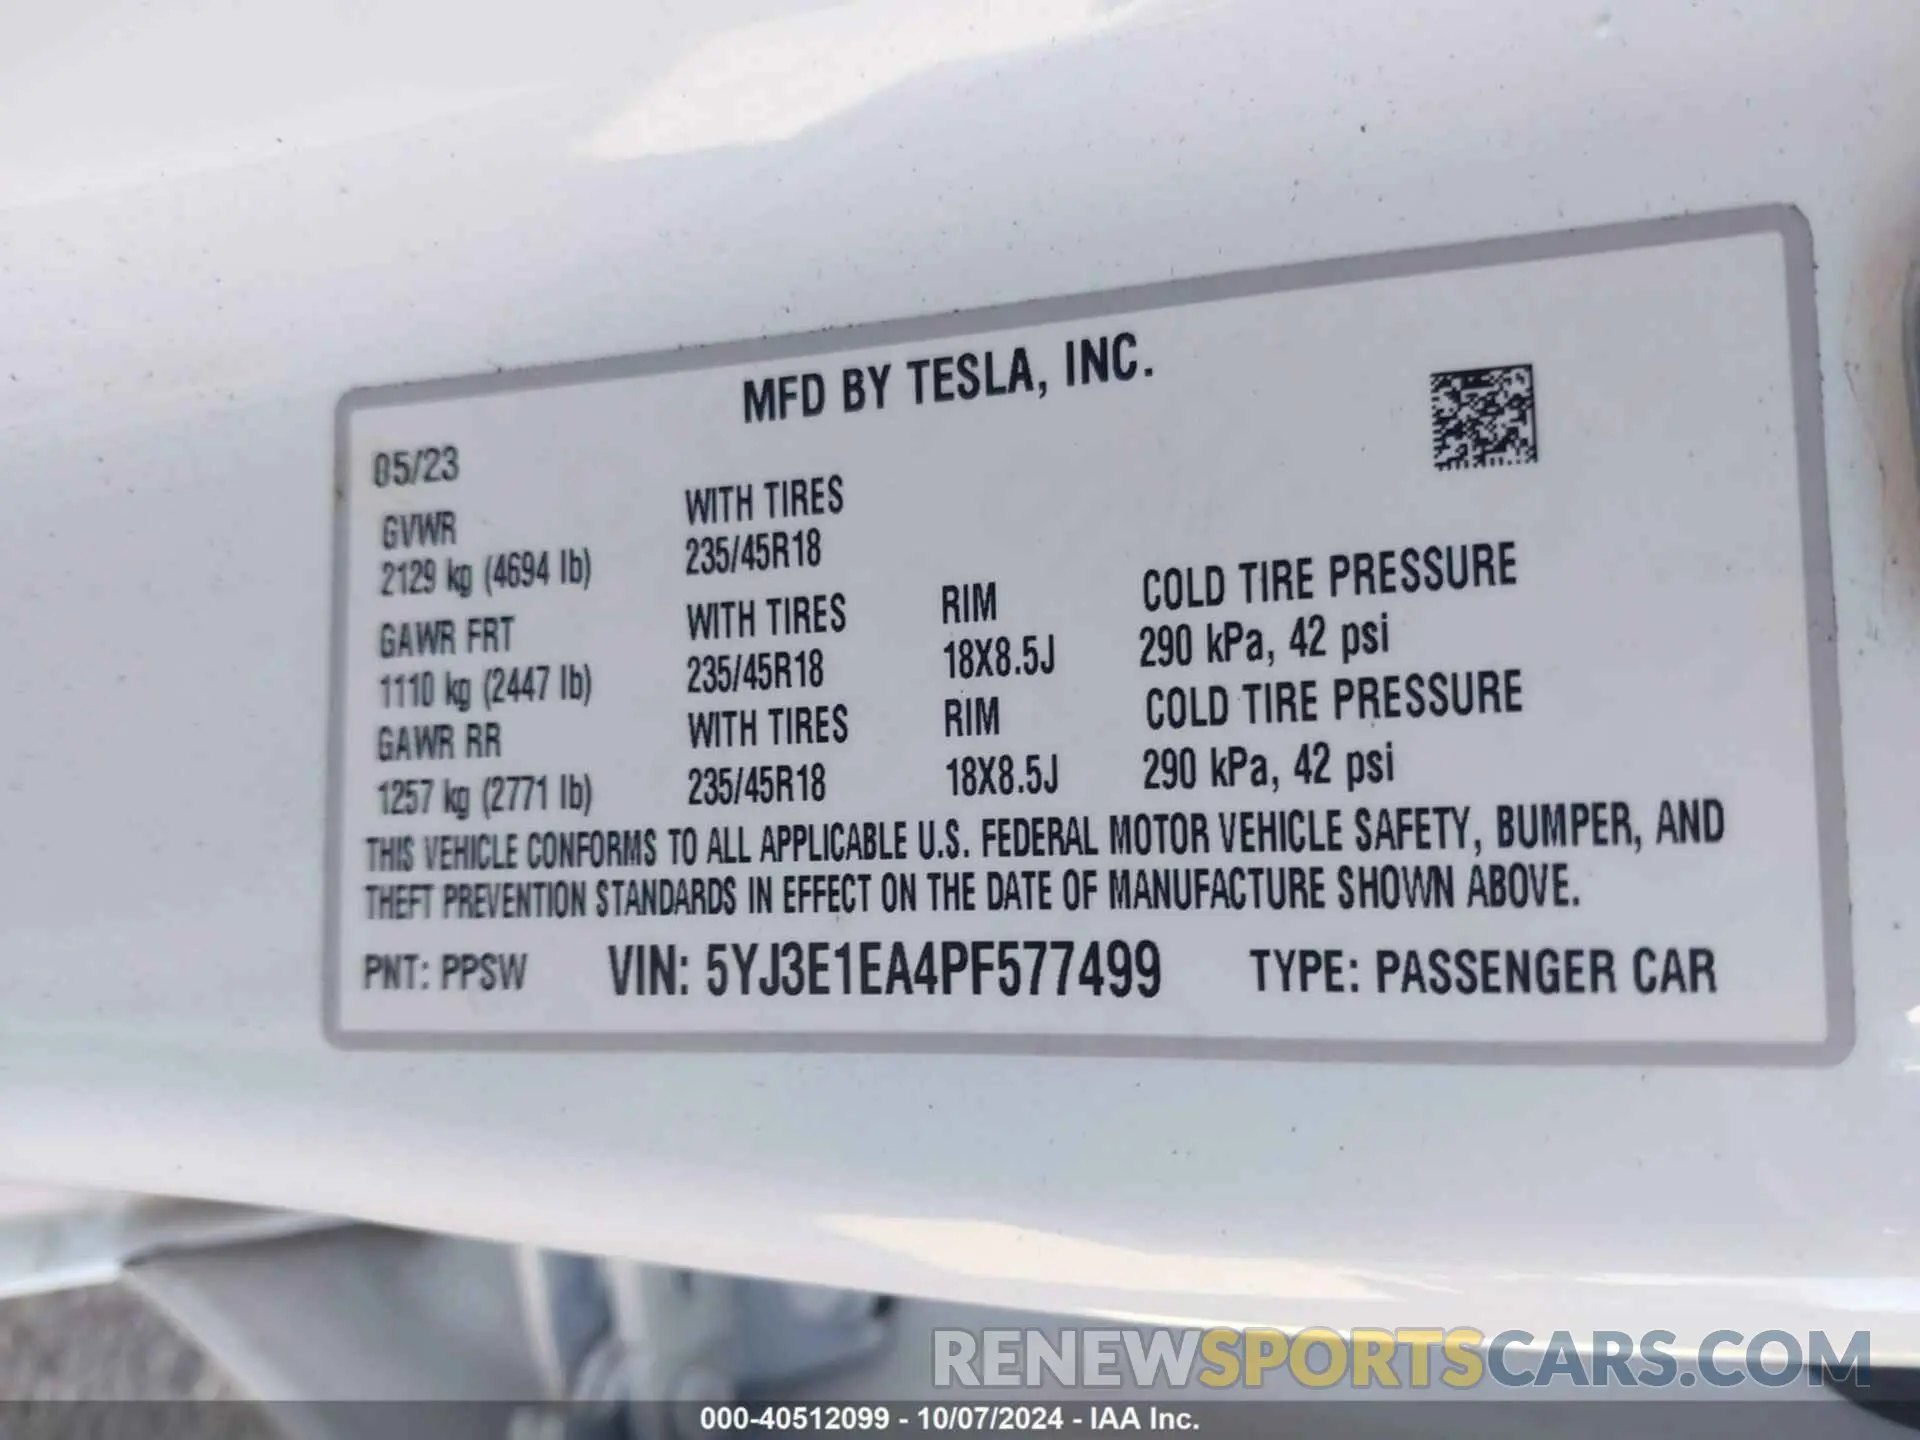 MFD BY TESLA, INC.
05/23
GVWR WITH TIRES
2129 kg (4694 lb) 235/45R18
GAWR FRT WITH TIRES RIM COLD TIRE PRESSURE
1110 kg (2447 lb) 235/45R18 18X8.5J 290 kPa, 42 psi
GAWR RR WITH TIRES RIM COLD TIRE PRESSURE
1257 kg (2771 lb) 235/45R18 18X8.5J 290 kPa, 42 psi
THIS VEHICLE CONFORMS TO ALL APPLICABLE U.S. FEDERAL MOTOR VEHICLE SAFETY, BUMPER, AND
THEFT PREVENTION STANDARDS IN EFFECT ON THE DATE OF MANUFACTURE SHOWN ABOVE.
PNT: PPSW VIN: 5YJ3E1EA4PF577499 TYPE: PASSENGER CAR
RENEWSPORTSCARS.COM
000-40512099 - 10/07/2024 - IAA Inc.